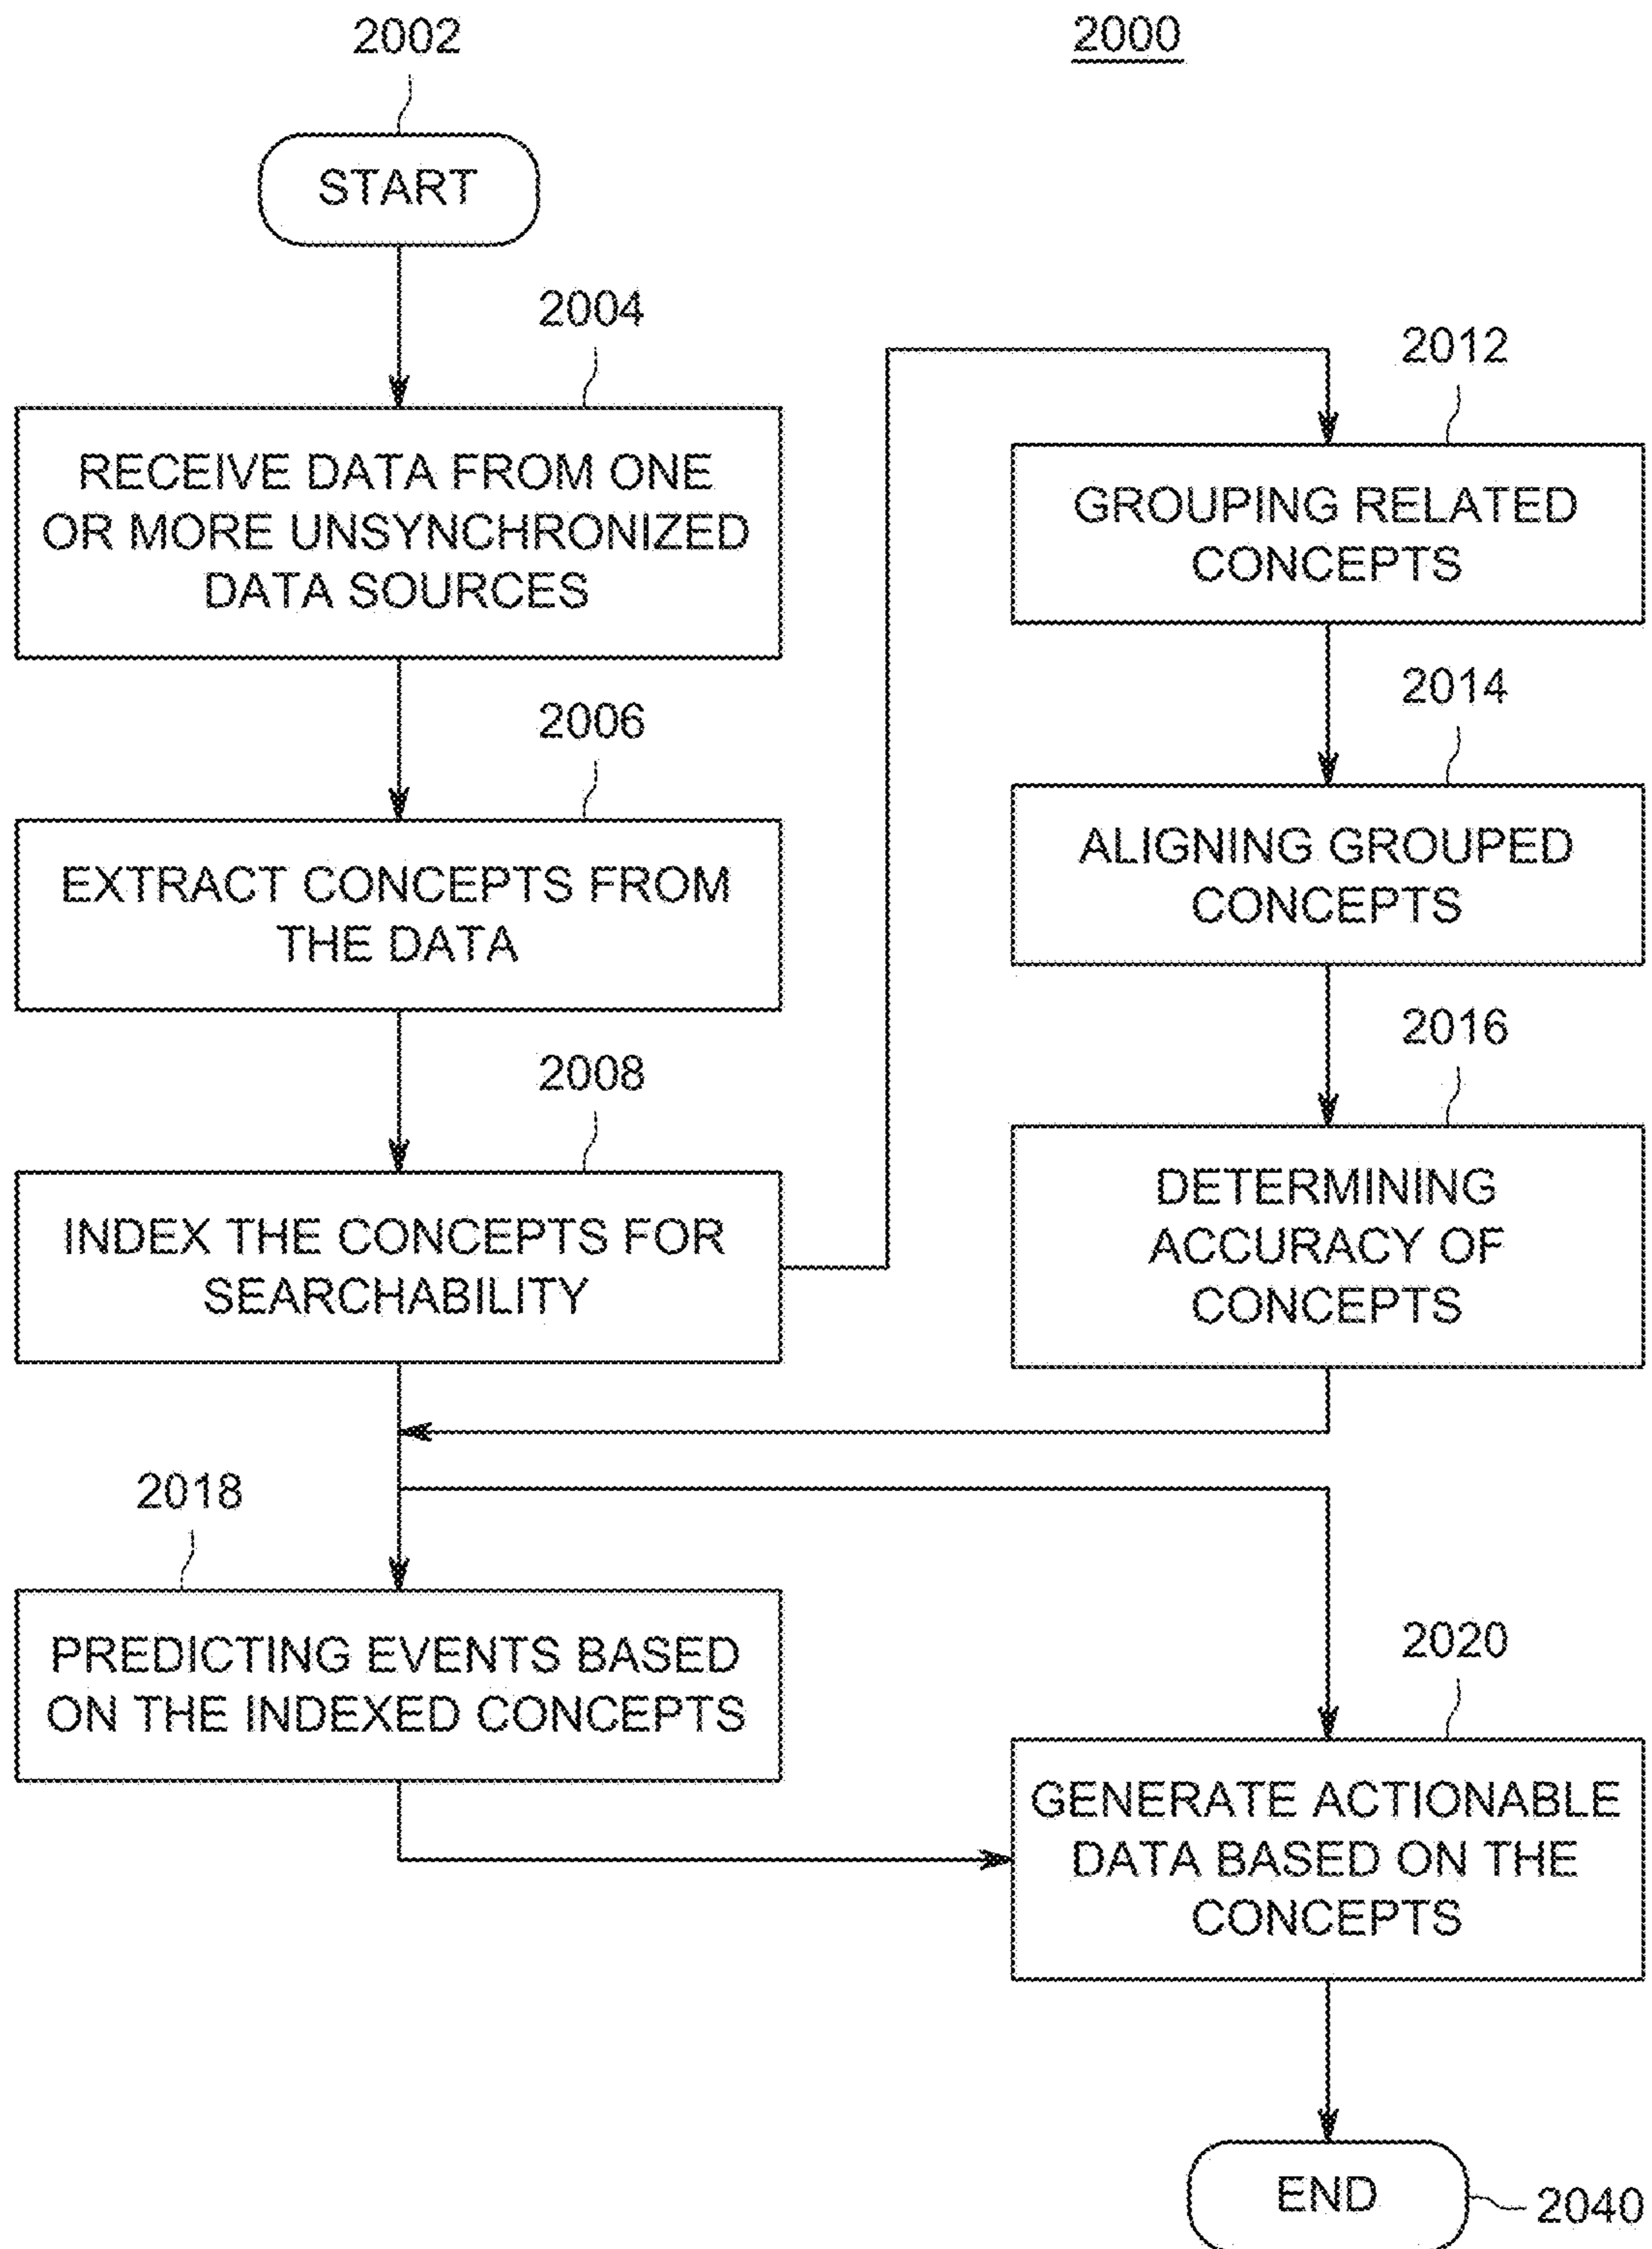 2000
2002
START
2004
RECEIVE DATA FROM ONE
OR MORE UNSYNCHRONIZED
DATA SOURCES
2006
EXTRACT CONCEPTS FROM
THE DATA
2008
INDEX THE CONCEPTS FOR
SEARCHABILITY
2012
GROUPING RELATED
CONCEPTS
2014
ALIGNING GROUPED
CONCEPTS
2016
DETERMINING
ACCURACY OF
CONCEPTS
2018
PREDICTING EVENTS BASED
ON THE INDEXED CONCEPTS
2020
GENERATE ACTIONABLE
DATA BASED ON THE
CONCEPTS
END
2040